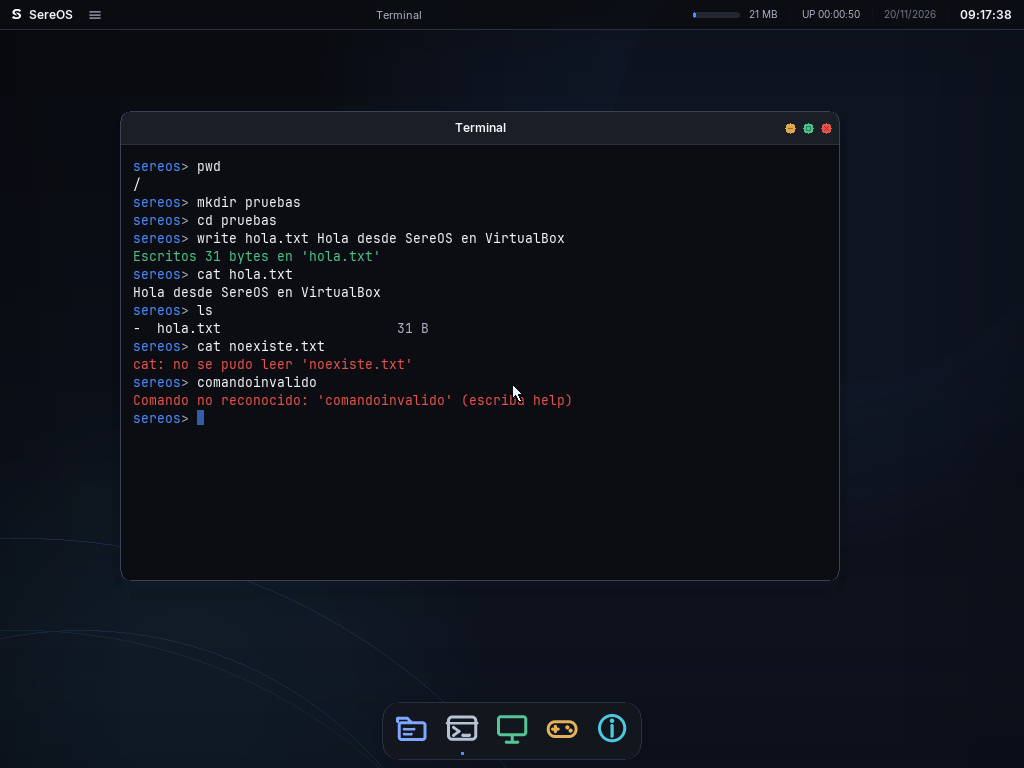 SereOS Terminal 21 MB UP 00:00:50 20/11/2026 09:17:38
Terminal
sereos> pwd
/
sereos> mkdir pruebas
sereos> cd pruebas
sereos> write hola.txt Hola desde SereOS en VirtualBox
Escritos 31 bytes en 'hola.txt'
sereos> cat hola.txt
Hola desde SereOS en VirtualBox
sereos> ls
- hola.txt 31 B
sereos> cat noexiste.txt
cat: no se pudo leer 'noexiste.txt'
sereos> comandoinvalido
Comando no reconocido: 'comandoinvalido' (escriba help)
sereos>